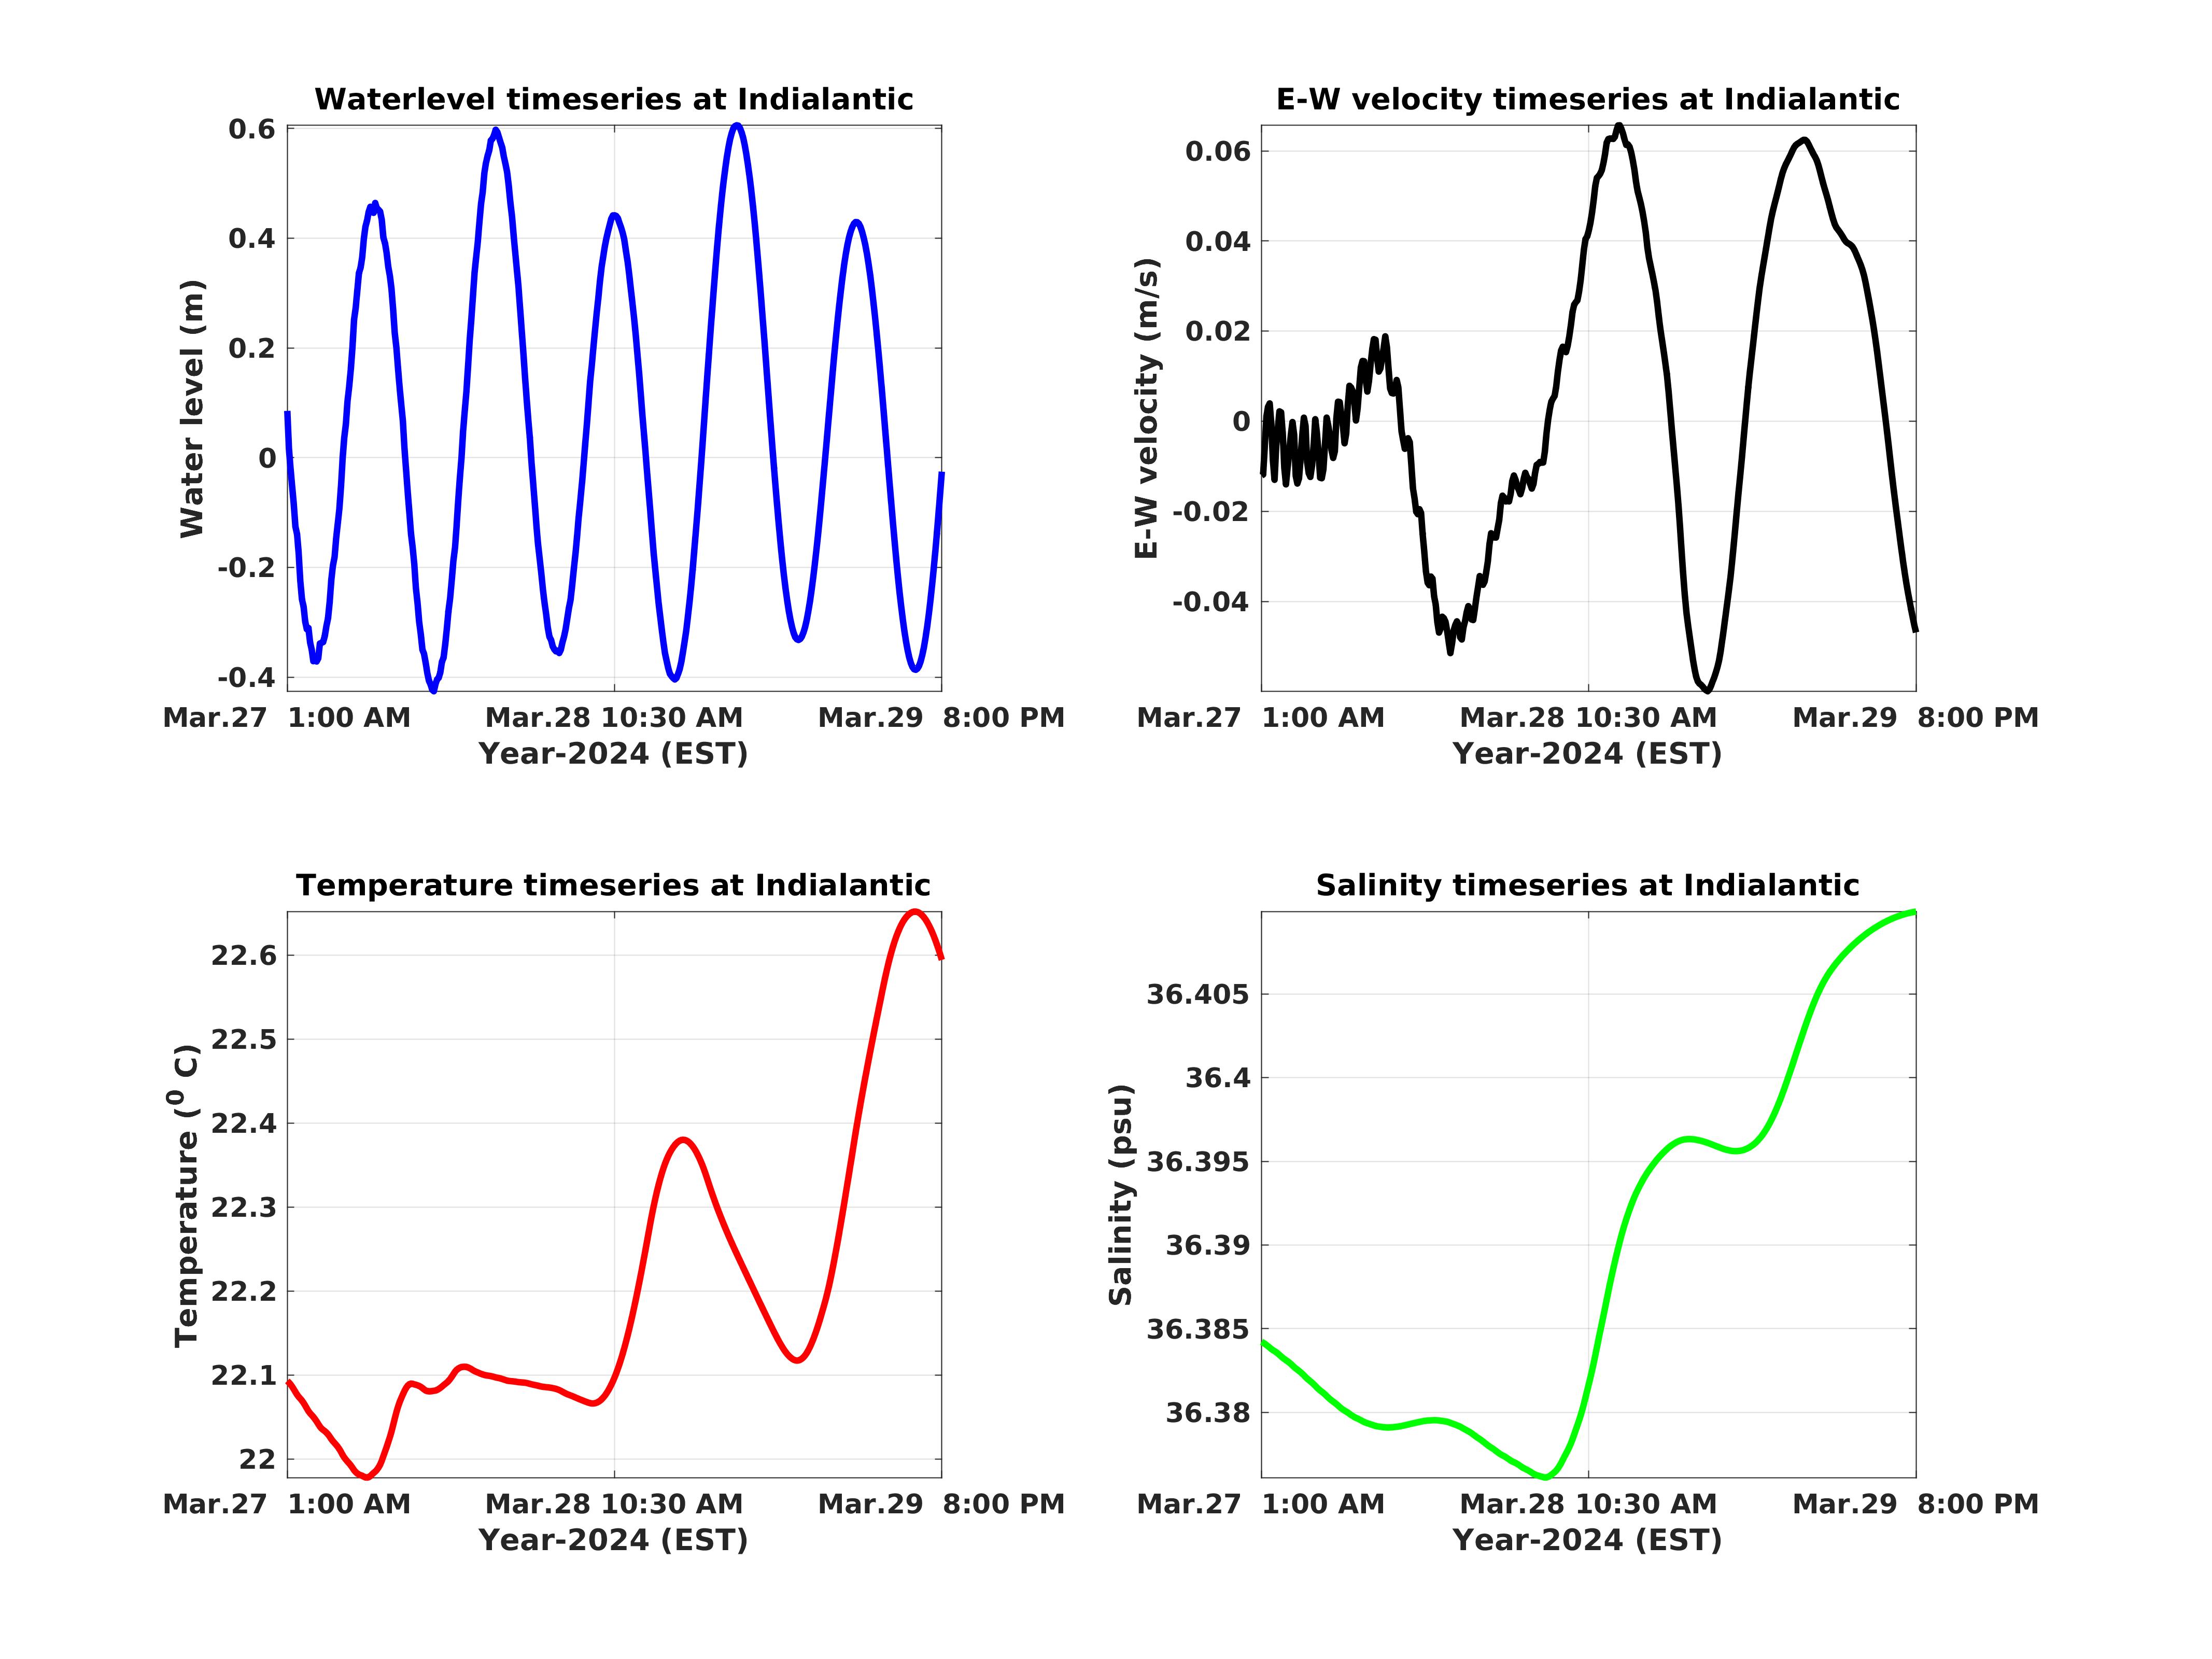 Waterlevel timeseries at Indialantic
0.6
0.4
0.2
0
-0.2
-0.4
Water level (m)
Mar.27 1:00 AM Mar.28 10:30 AM Mar.29 8:00 PM
Year-2024 (EST)
E-W velocity timeseries at Indialantic
0.06
0.04
0.02
0
-0.02
-0.04
E-W velocity (m/s)
Mar.27 1:00 AM Mar.28 10:30 AM Mar.29 8:00 PM
Year-2024 (EST)
Temperature timeseries at Indialantic
22.6
22.5
22.4
22.3
22.2
22.1
22
Temperature (⁰ C)
Mar.27 1:00 AM Mar.28 10:30 AM Mar.29 8:00 PM
Year-2024 (EST)
Salinity timeseries at Indialantic
36.405
36.4
36.395
36.39
36.385
36.38
Salinity (psu)
Mar.27 1:00 AM Mar.28 10:30 AM Mar.29 8:00 PM
Year-2024 (EST)